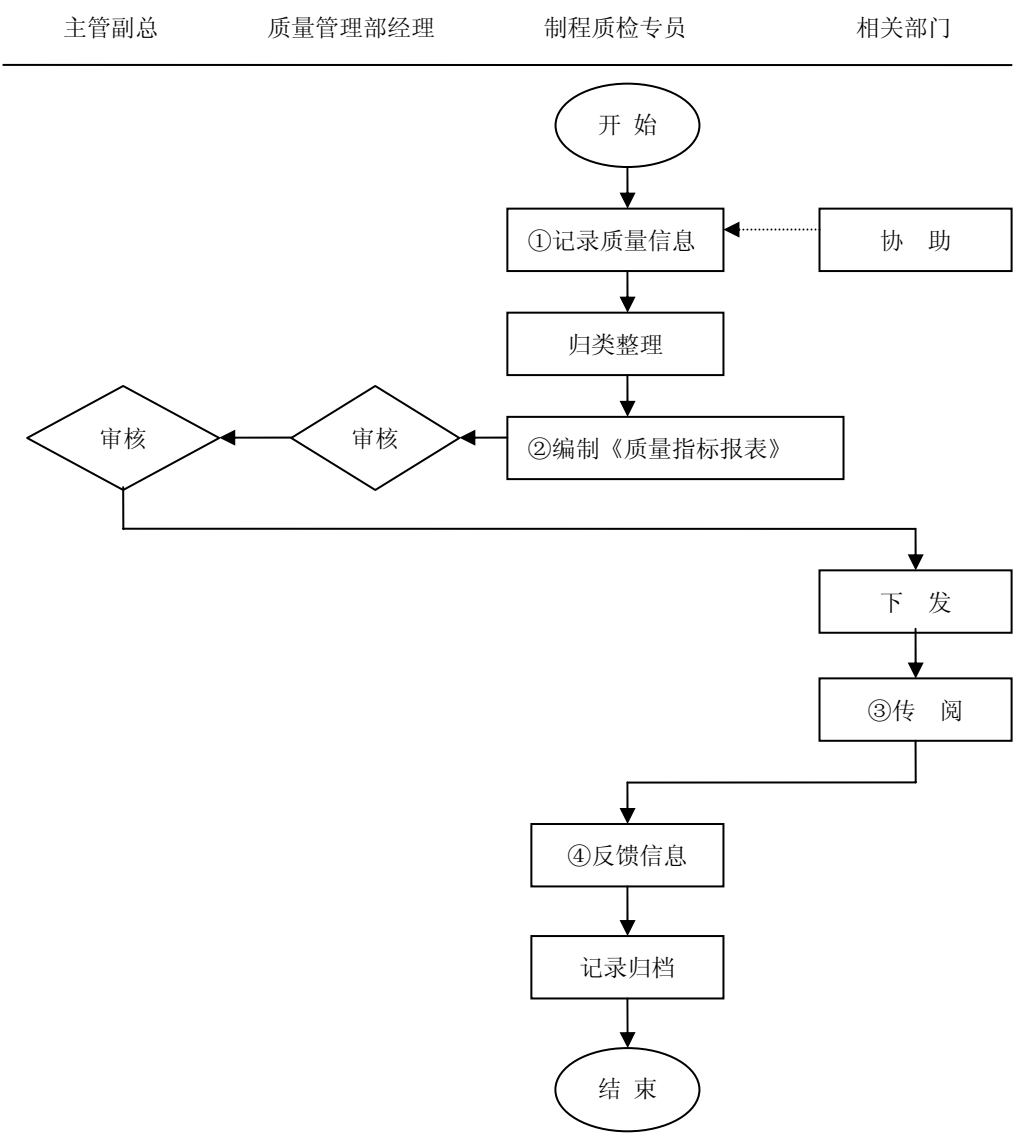 主管副总 质量管理部经理 制程质检专员 相关部门
开 始
①记录质量信息 协 助
归类整理
审核 审核 ②编制《质量指标报表》
下 发
③传 阅
④反馈信息
记录归档
结 束